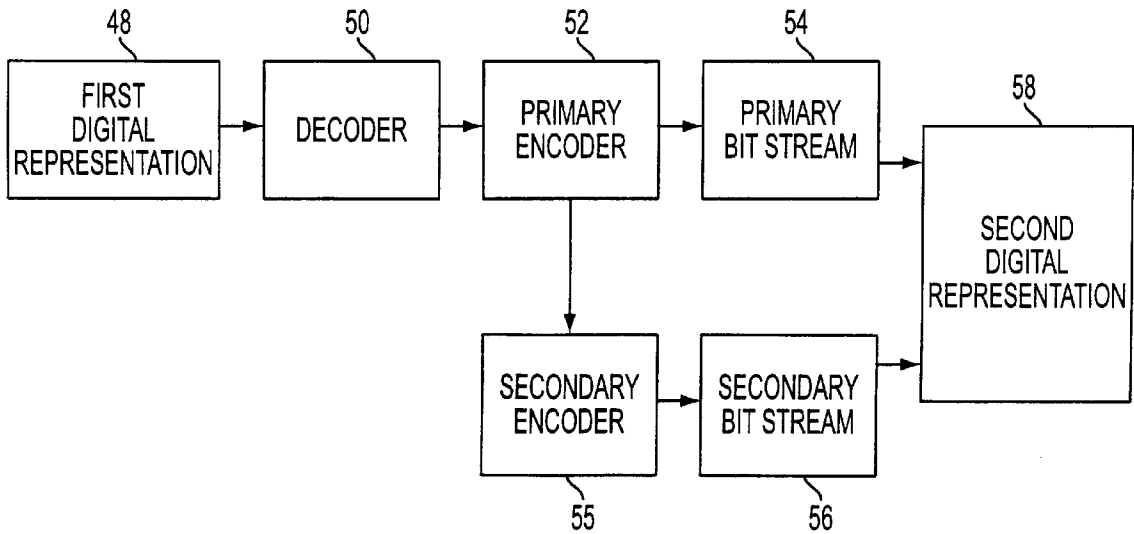 48
50
52
54
58
FIRST
DIGITAL
REPRESENTATION
DECODER
PRIMARY
ENCODER
PRIMARY
BIT STREAM
SECOND
DIGITAL
REPRESENTATION
SECONDARY
ENCODER
SECONDARY
BIT STREAM
55
56